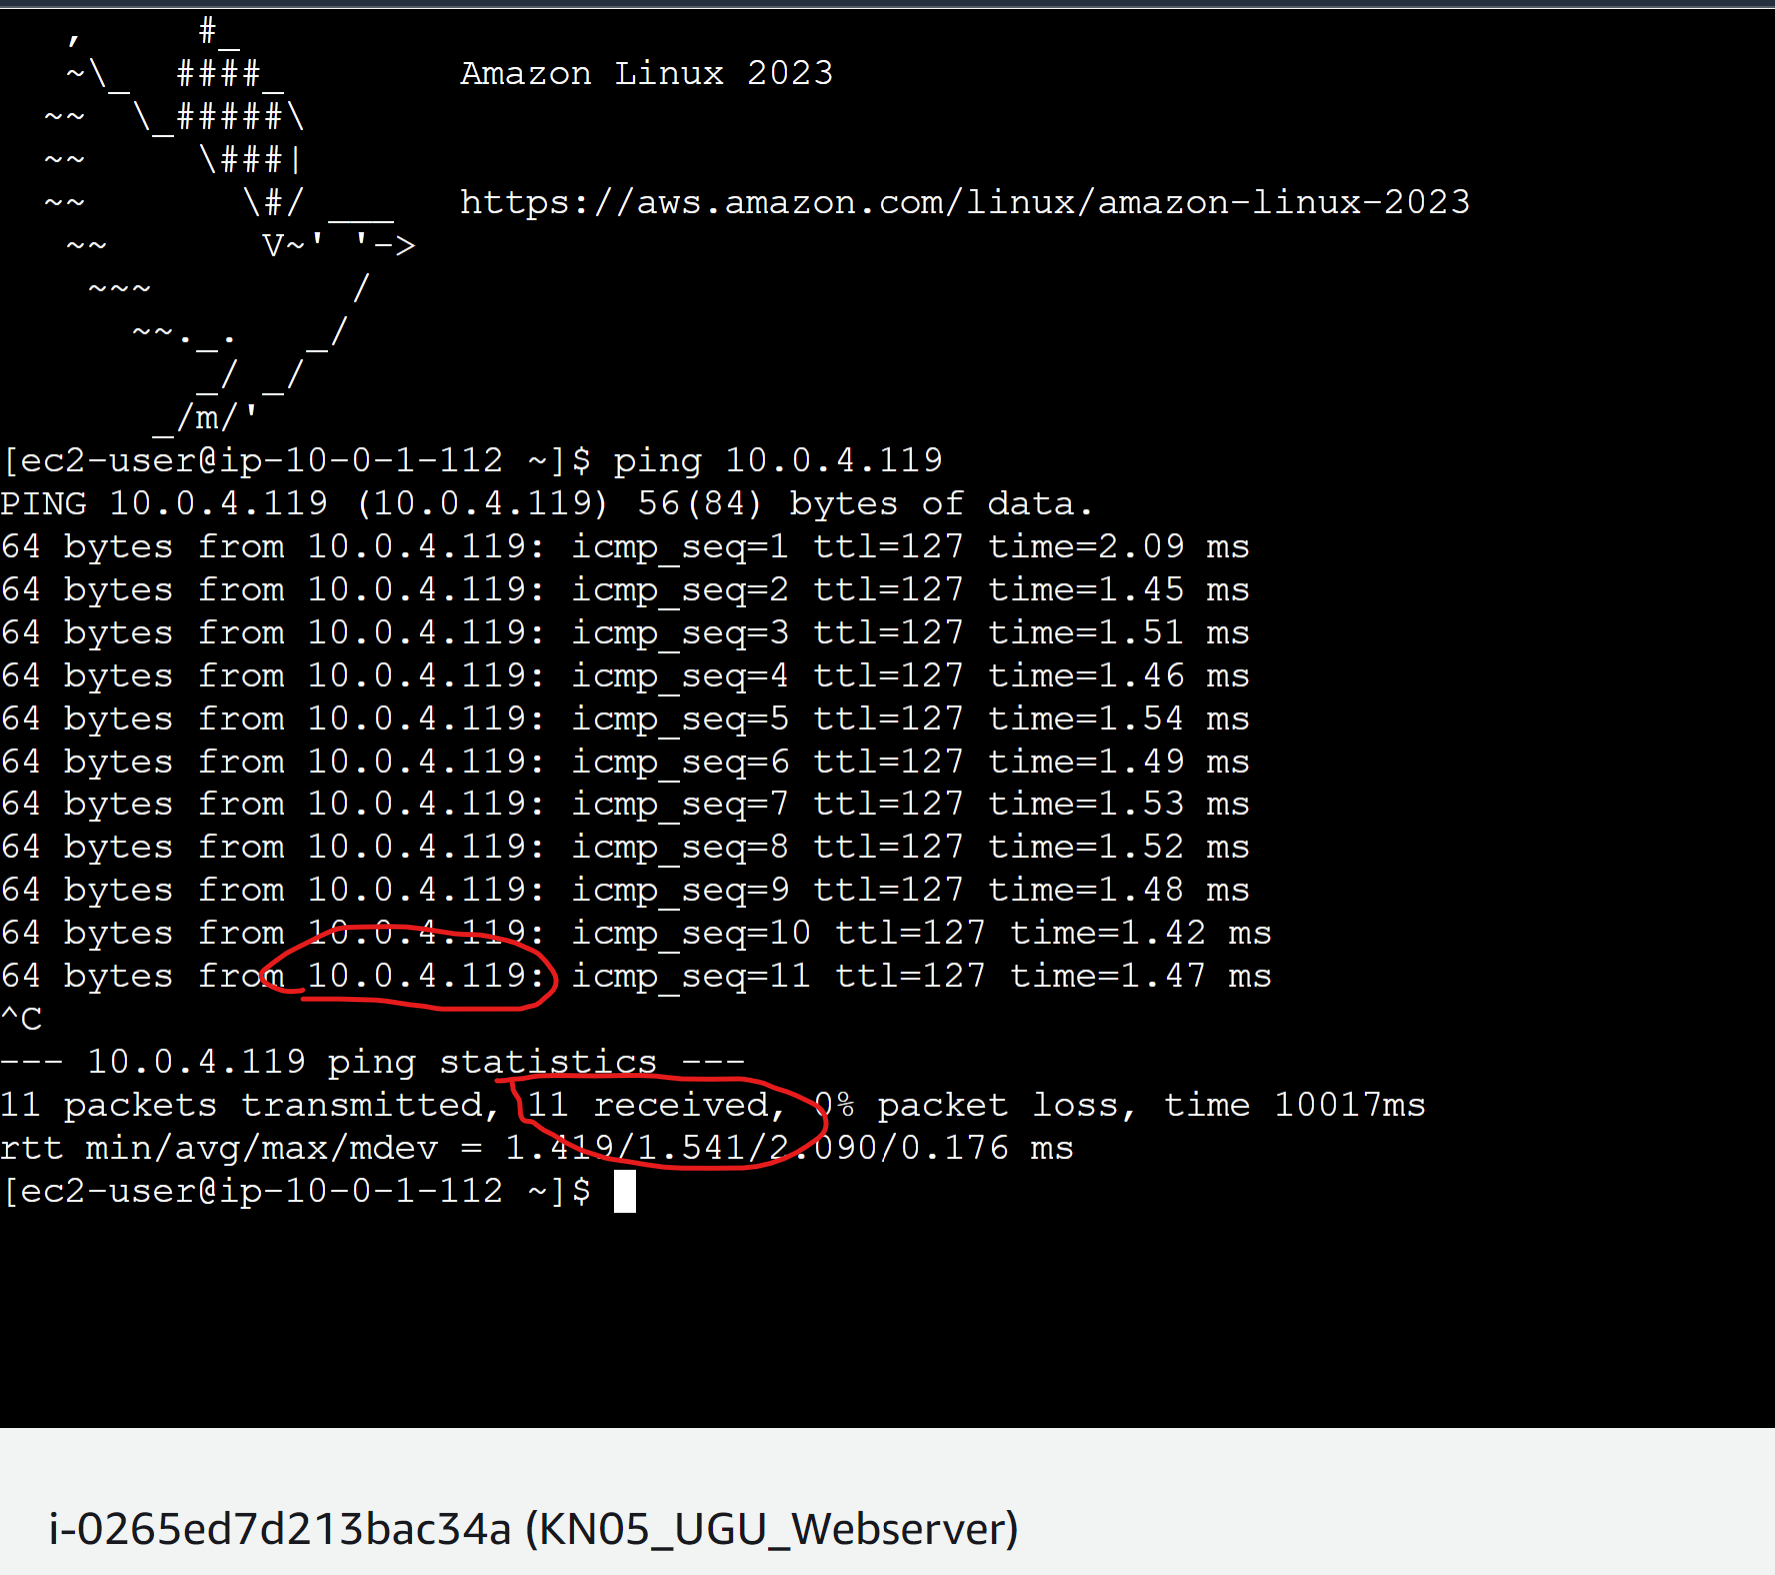 ,     #_
   ~\_  ####_        Amazon Linux 2023
  ~~  \_#####\
  ~~     \###|
  ~~       \#/ ___   https://aws.amazon.com/linux/amazon-linux-2023
   ~~       V~' '->
    ~~~         /
      ~~._.   _/
         _/ _/
       _/m/'
[ec2-user@ip-10-0-1-112 ~]$ ping 10.0.4.119
PING 10.0.4.119 (10.0.4.119) 56(84) bytes of data.
64 bytes from 10.0.4.119: icmp_seq=1 ttl=127 time=2.09 ms
64 bytes from 10.0.4.119: icmp_seq=2 ttl=127 time=1.45 ms
64 bytes from 10.0.4.119: icmp_seq=3 ttl=127 time=1.51 ms
64 bytes from 10.0.4.119: icmp_seq=4 ttl=127 time=1.46 ms
64 bytes from 10.0.4.119: icmp_seq=5 ttl=127 time=1.54 ms
64 bytes from 10.0.4.119: icmp_seq=6 ttl=127 time=1.49 ms
64 bytes from 10.0.4.119: icmp_seq=7 ttl=127 time=1.53 ms
64 bytes from 10.0.4.119: icmp_seq=8 ttl=127 time=1.52 ms
64 bytes from 10.0.4.119: icmp_seq=9 ttl=127 time=1.48 ms
64 bytes from 10.0.4.119: icmp_seq=10 ttl=127 time=1.42 ms
64 bytes from 10.0.4.119: icmp_seq=11 ttl=127 time=1.47 ms
^C
--- 10.0.4.119 ping statistics ---
11 packets transmitted, 11 received, 0% packet loss, time 10017ms
rtt min/avg/max/mdev = 1.419/1.541/2.090/0.176 ms
[ec2-user@ip-10-0-1-112 ~]$
i-0265ed7d213bac34a (KN05_UGU_Webserver)